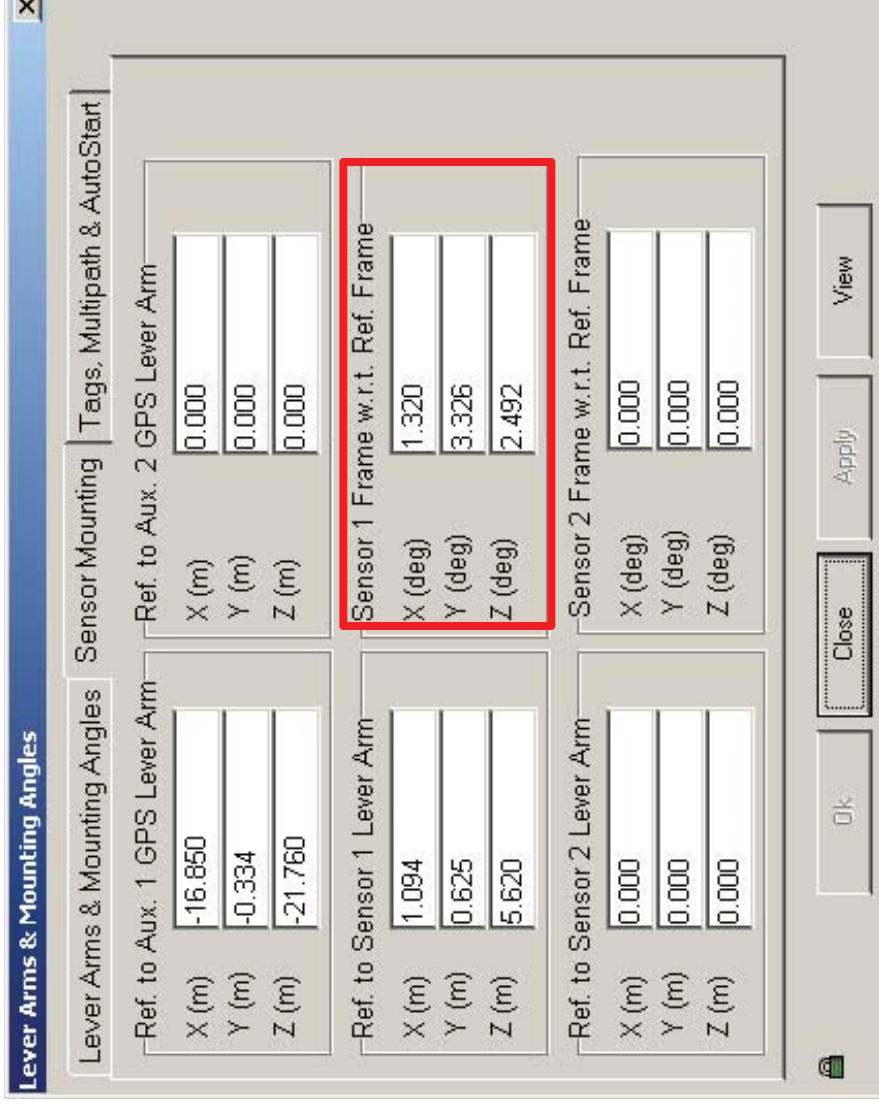 Lever Arms & Mounting Angles
Lever Arms & Mounting Angles Sensor Mounting Tags, Multipath & AutoStart
Ref. to Aux. 1 GPS Lever Arm
X (m) -16.850
Y (m) -0.334
Z (m) -21.760
Ref. to Aux. 2 GPS Lever Arm
X (m) 0.000
Y (m) 0.000
Z (m) 0.000
Ref. to Sensor 1 Lever Arm
X (m) 1.094
Y (m) 0.625
Z (m) 5.620
Sensor 1 Frame w.r.t. Ref. Frame
X (deg) 1.320
Y (deg) 3.326
Z (deg) 2.492
Ref. to Sensor 2 Lever Arm
X (m) 0.000
Y (m) 0.000
Z (m) 0.000
Sensor 2 Frame w.r.t. Ref. Frame
X (deg) 0.000
Y (deg) 0.000
Z (deg) 0.000
Ok Close Apply View